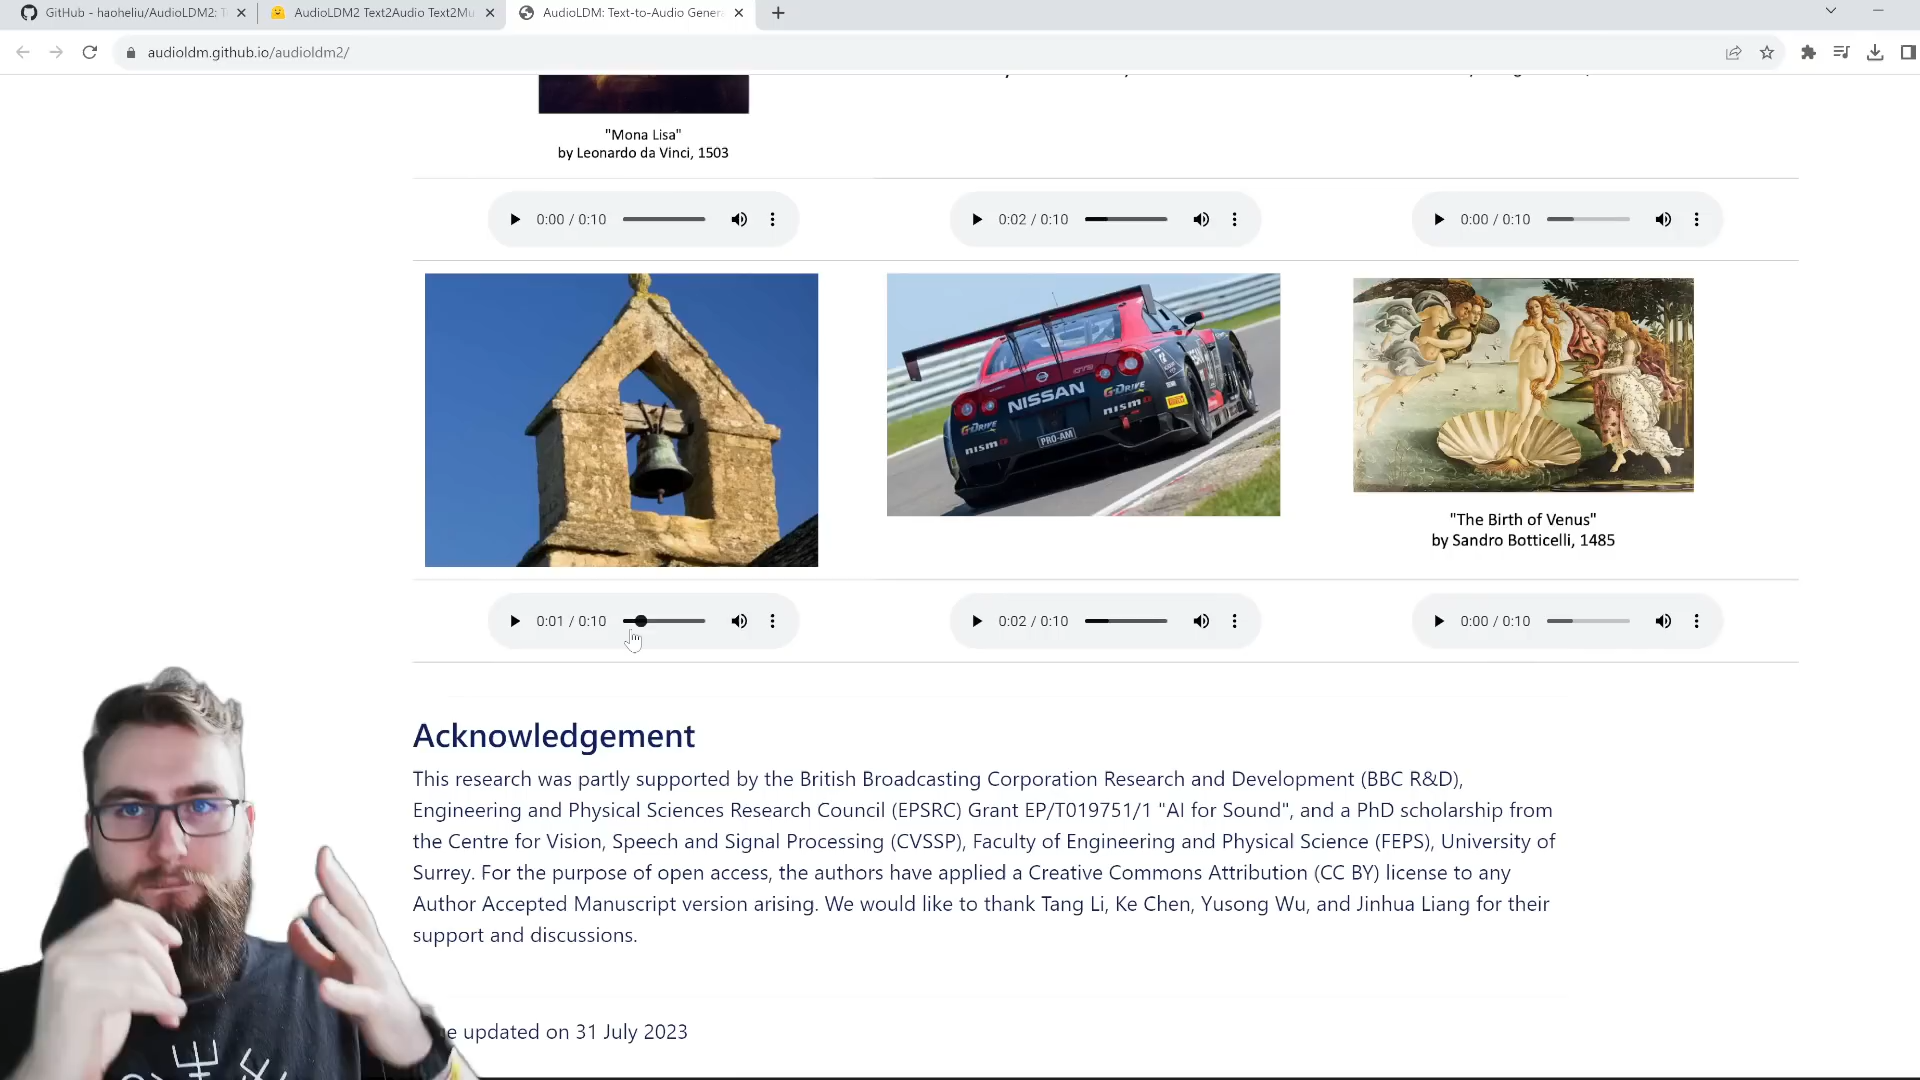 GitHub - haoheliu/AudioLDM2: T
AudioLDM2 Text2Audio Text2Mu
AudioLDM: Text-to-Audio Genera
audioldm.github.io/audioldm2/
"Mona Lisa"
by Leonardo da Vinci, 1503
0:00 / 0:10
0:02 / 0:10
0:00 / 0:10
NISSAN
G-DRIVE
nismo
G-DRIVE
nismo
PRO-AM
"The Birth of Venus"
by Sandro Botticelli, 1485
0:01 / 0:10
0:02 / 0:10
0:00 / 0:10
Acknowledgement
This research was partly supported by the British Broadcasting Corporation Research and Development (BBC R&D),
Engineering and Physical Sciences Research Council (EPSRC) Grant EP/T019751/1 "AI for Sound", and a PhD scholarship from
the Centre for Vision, Speech and Signal Processing (CVSSP), Faculty of Engineering and Physical Science (FEPS), University of
Surrey. For the purpose of open access, the authors have applied a Creative Commons Attribution (CC BY) license to any
Author Accepted Manuscript version arising. We would like to thank Tang Li, Ke Chen, Yusong Wu, and Jinhua Liang for their
support and discussions.
updated on 31 July 2023